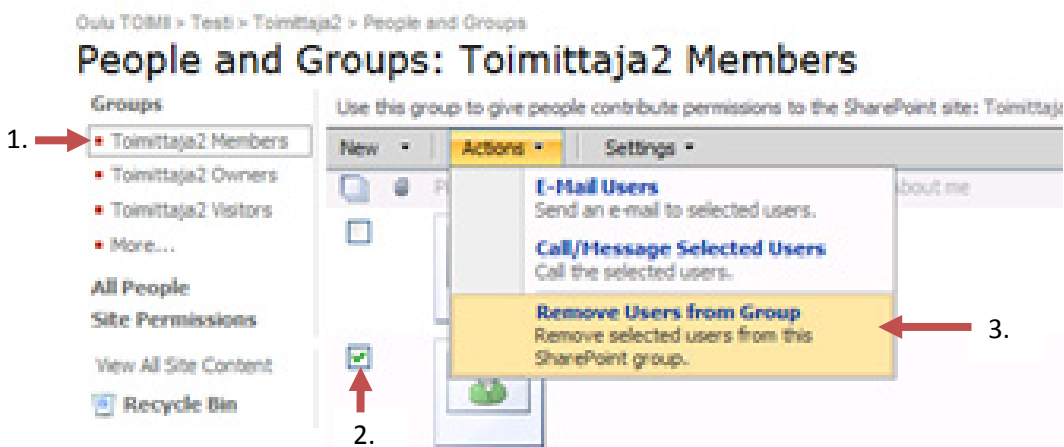 Oulu TOIMII > Testi > Toimittaja2 > People and Groups
People and Groups: Toimittaja2 Members
Groups
Use this group to give people contribute permissions to the SharePoint site:
1.
Toimittaja2 Members
New Actions Settings
Toimittaja2 Owners
About me
E-Mail Users
Send an e-mail to selected users.
Toimittaja2 Visitors
More...
Call/Message Selected Users
Call the selected users.
All People
Site Permissions
Remove Users from Group
Remove selected users from this
SharePoint group.
3.
View All Site Content
Recycle Bin
2.